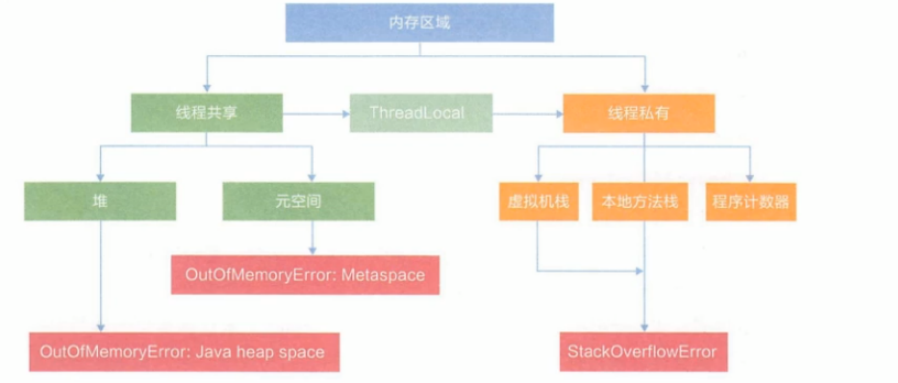 内存区域
线程共享
ThreadLocal
线程私有
堆
元空间
虚拟机栈
本地方法栈
程序计数器
OutOfMemoryError: Metaspace
OutOfMemoryError: Java heap space
StackOverflowError